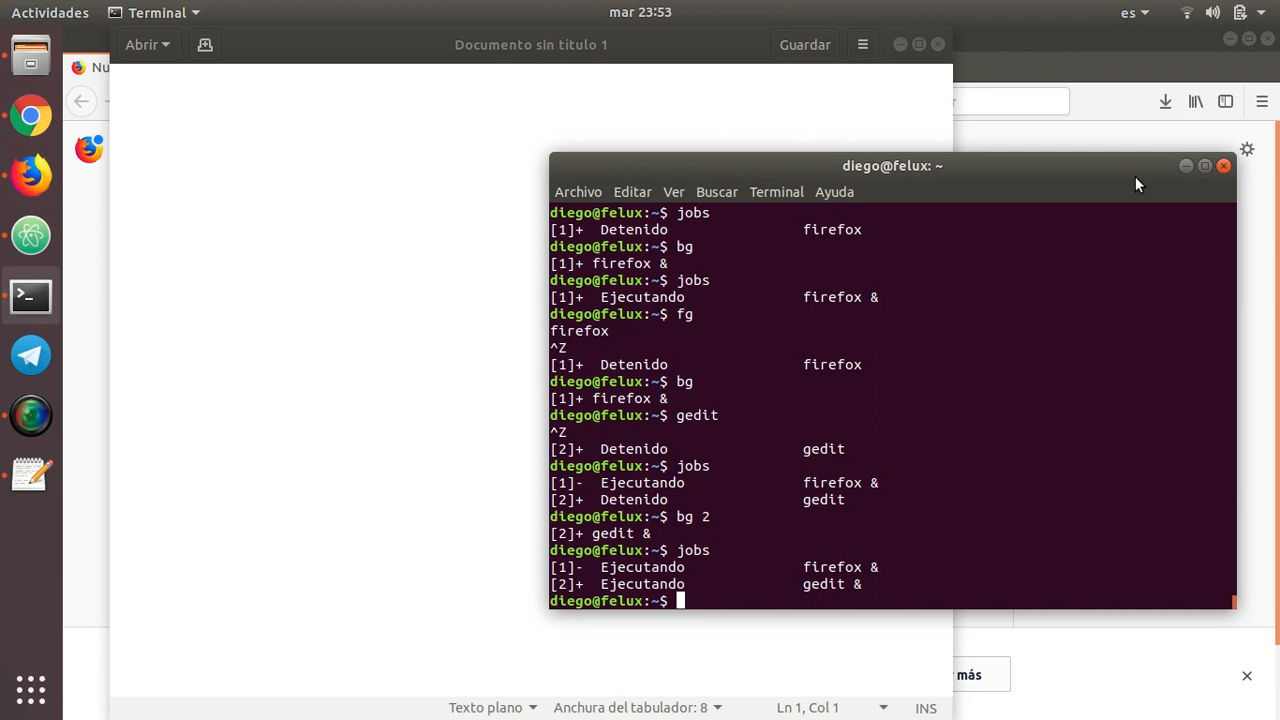 Actividades
Terminal
mar 23:53
es
Abrir
Documento sin título 1
Guardar
Nu
r
diego@felux: ~
Archivo Editar Ver Buscar Terminal Ayuda
diego@felux:~$ jobs
[1]+  Detenido                firefox
diego@felux:~$ bg
[1]+ firefox &
diego@felux:~$ jobs
[1]+  Ejecutando              firefox &
diego@felux:~$ fg
firefox
^Z
[1]+  Detenido                firefox
diego@felux:~$ bg
[1]+ firefox &
diego@felux:~$ gedit
^Z
[2]+  Detenido                gedit
diego@felux:~$ jobs
[1]-  Ejecutando              firefox &
[2]+  Detenido                gedit
diego@felux:~$ bg 2
[2]+ gedit &
diego@felux:~$ jobs
[1]-  Ejecutando              firefox &
[2]+  Ejecutando              gedit &
diego@felux:~$
más
Texto plano
Anchura del tabulador: 8
Ln 1, Col 1
INS